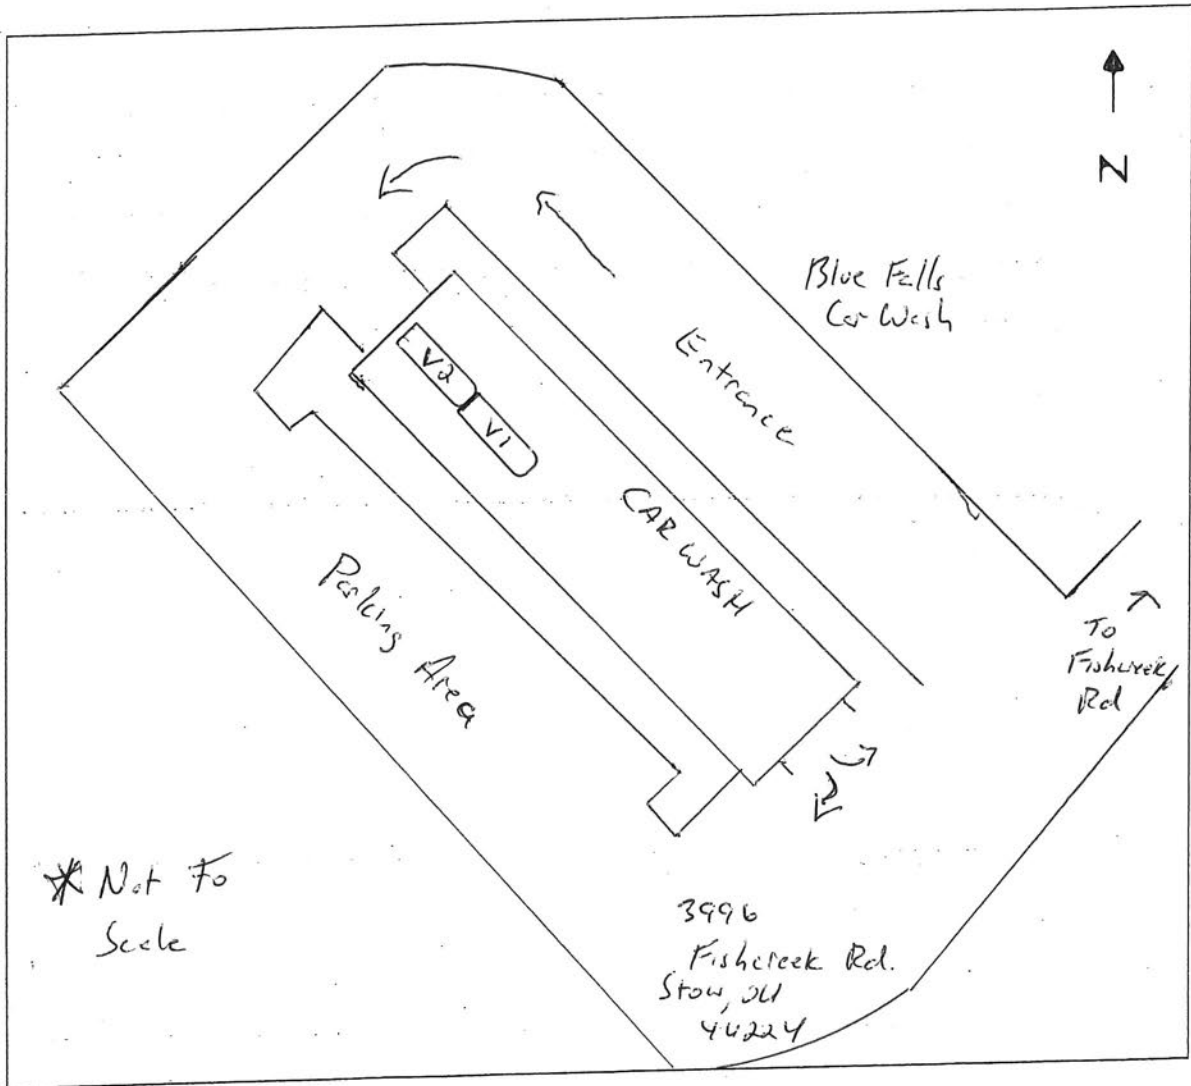 N
Blue Falls
Car Wash
Entrance
V2
V1
CAR WASH
Parking Area
To
Fishcreek
Rd
* Not To
Scale
3996
Fishcreek Rd.
Stow, OH
44224